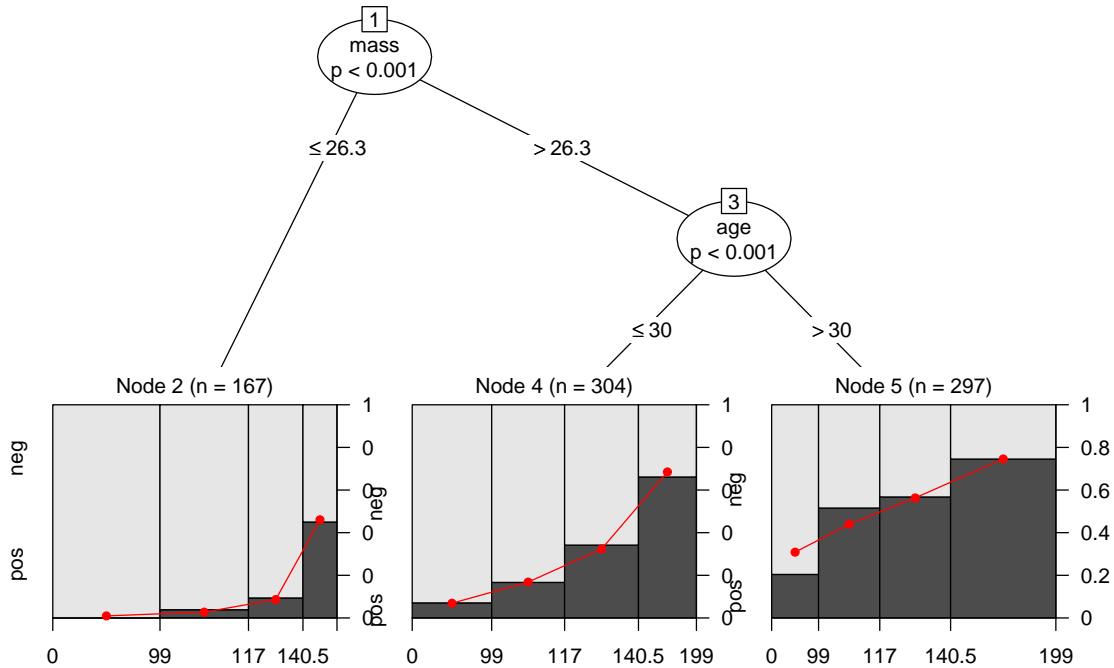 1
mass
p < 0.001
≤ 26.3
> 26.3
3
age
p < 0.001
≤ 30
> 30
Node 2 (n = 167)
pos
neg
0
99
117
140.5
0
0
0
0
0
1
Node 4 (n = 304)
pos
neg
0
99
117
140.5
199
0
0
0
0
0
1
Node 5 (n = 297)
pos
neg
0
99
117
140.5
199
0
0.2
0.4
0.6
0.8
1